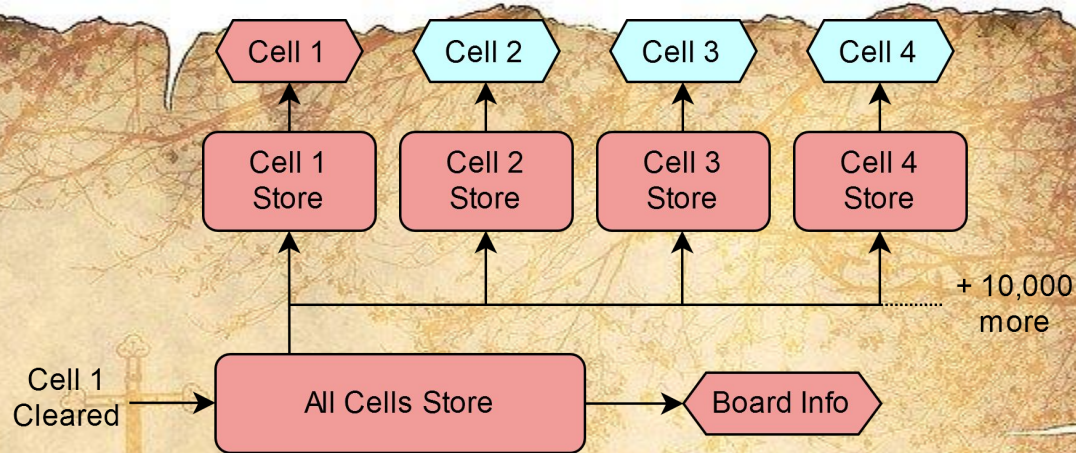 Cell 1
Cell 2
Cell 3
Cell 4
Cell 1
Store
Cell 2
Store
Cell 3
Store
Cell 4
Store
+ 10,000
more
Cell 1
Cleared
All Cells Store
Board Info